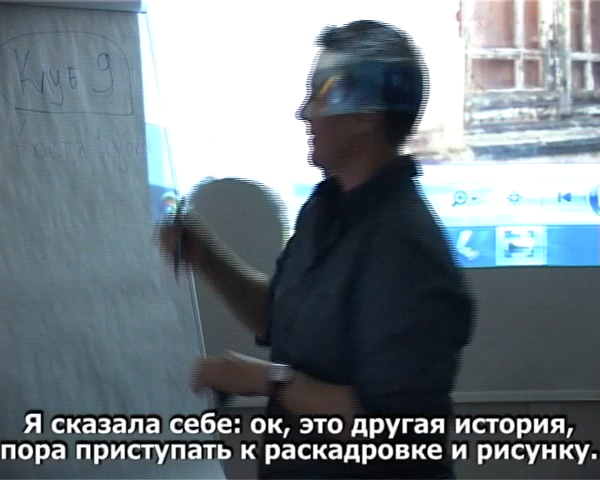 Клуб 9
Я сказала себе: ок, это другая история,
пора приступать к раскадровке и рисунку.